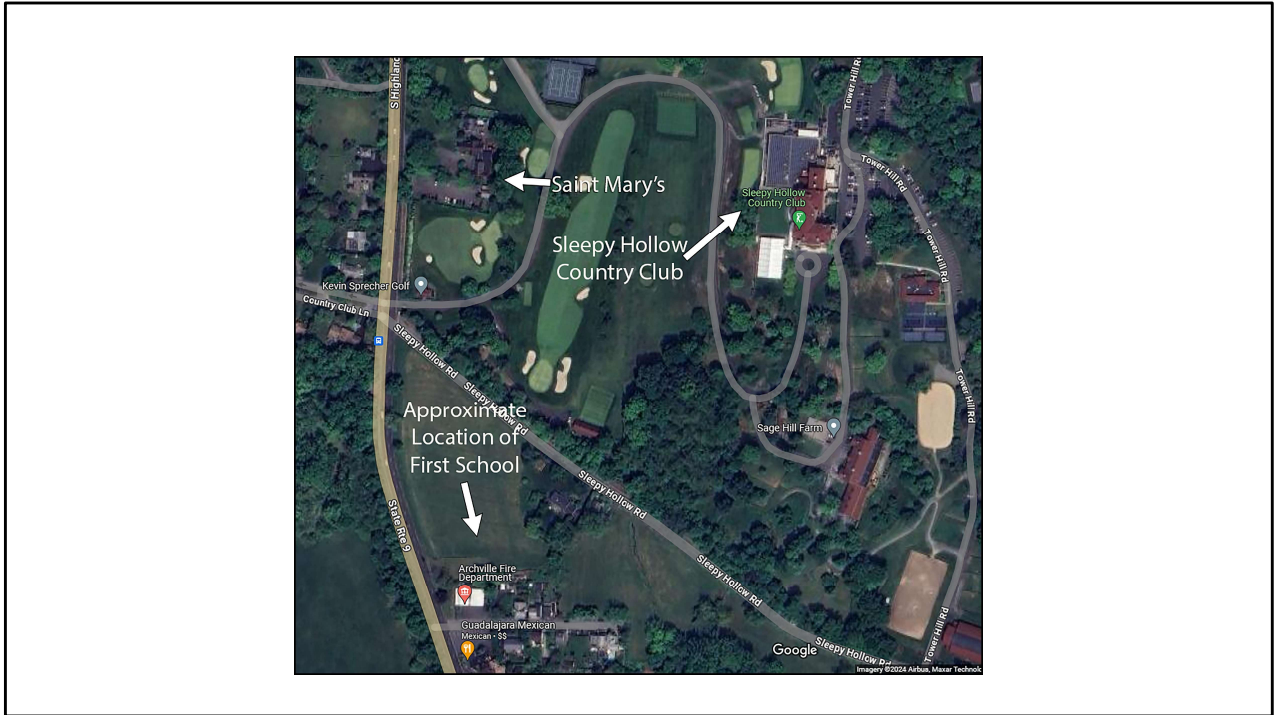 S Highland
Tower Hill Rd
Tower Hill Rd
Saint Mary's
Sleepy Hollow
Country Club
Sleepy Hollow
Country Club
Tower Hill Rd
Kevin Sprecher Golf
Country Club Ln
Sleepy Hollow Rd
Sleepy Hollow Rd
Tower Hill Rd
Approximate
Location of
First School
Sage Hill Farm
Sleepy Hollow Rd
State Rte 9
Archville Fire
Department
Sleepy Hollow Rd
Guadalajara Mexican
Mexican • $$
Tower Hill Rd
Sleepy Hollow Rd
Google
Imagery ©2024 Airbus, Maxar Technol